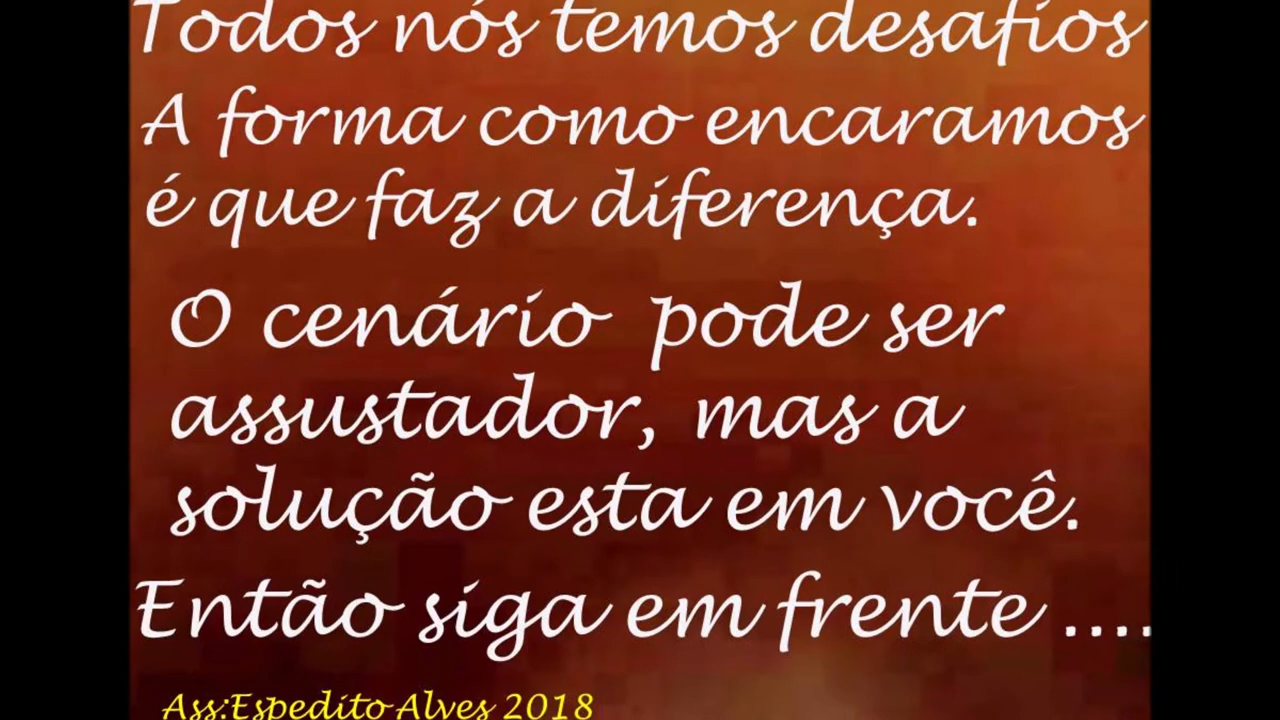 Todos nós temos desafios
A forma como encaramos
é que faz a diferença.
O cenário pode ser
assustador, mas a
solução esta em você.
Então siga em frente ....
Ass:Espedito Alves 2018